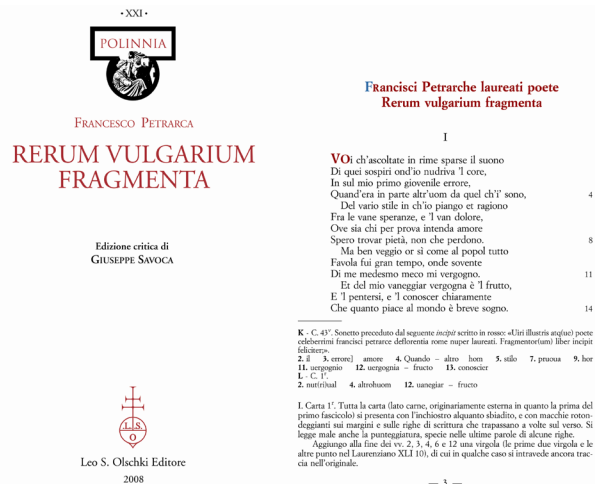 · XXI ·
POLINNIA
FRANCESCO PETRARCA
RERUM VULGARIUM
FRAGMENTA
Edizione critica di
GIUSEPPE SAVOCA
L S
O
Leo S. Olschki Editore
2008
FRancisci Petrarche laureati poete
Rerum vulgarium fragmenta
I
VOi ch'ascoltate in rime sparse il suono
Di quei sospiri ond'io nudriva 'l core,
In sul mio primo giovenile errore,
Quand'era in parte altr'uom da quel ch'i' sono, 4
Del vario stile in ch'io piango et ragiono
Fra le vane speranze, e 'l van dolore,
Ove sia chi per prova intenda amore
Spero trovar pietà, non che perdono. 8
Ma ben veggio or sì come al popol tutto
Favola fui gran tempo, onde sovente
Di me medesmo meco mi vergogno. 11
Et del mio vaneggiar vergogna è 'l frutto,
E 'l pentersi, e 'l conoscer chiaramente
Che quanto piace al mondo è breve sogno. 14
K - C. 43v. Sonetto preceduto dal seguente incipit scritto in rosso: «Uiri illustris atq(ue) poete
celeberrimi francisci petrarce deflorentia rome nuper laureati. Fragmentor(um) liber incipit
feliciter;».
2. il 3. errore] amore 4. Quando – altro hom 5. stilo 7. pruoua 9. hor
11. uergognio 12. uergognia – fructo 13. conoscier
L - C. 1r.
2. nut(ri)ual 4. altrohuom 12. uanegiar – fructo
I. Carta 1r. Tutta la carta (lato carne, originariamente esterna in quanto la prima del
primo fascicolo) si presenta con l'inchiostro alquanto sbiadito, e con macchie roton-
deggianti sui margini e sulle righe di scrittura che trapassano a volte sul verso. Si
legge male anche la punteggiatura, specie nelle ultime parole di alcune righe.
Aggiungo alla fine dei vv. 2, 3, 4, 6 e 12 una virgola (le prime due virgole e le
altre punto nel Laurenziano XLI 10), di cui in qualche caso si intravede ancora trac-
cia nell'originale.
— 3 —